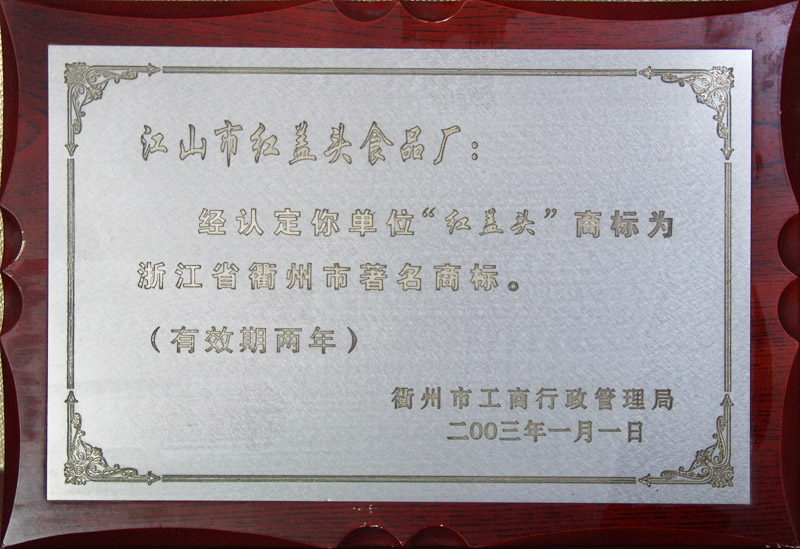 江山市红盖头食品厂：
经认定你单位“红盖头”商标为
浙江省衢州市著名商标。
（有效期两年）
衢州市工商行政管理局
二00三年一月一日